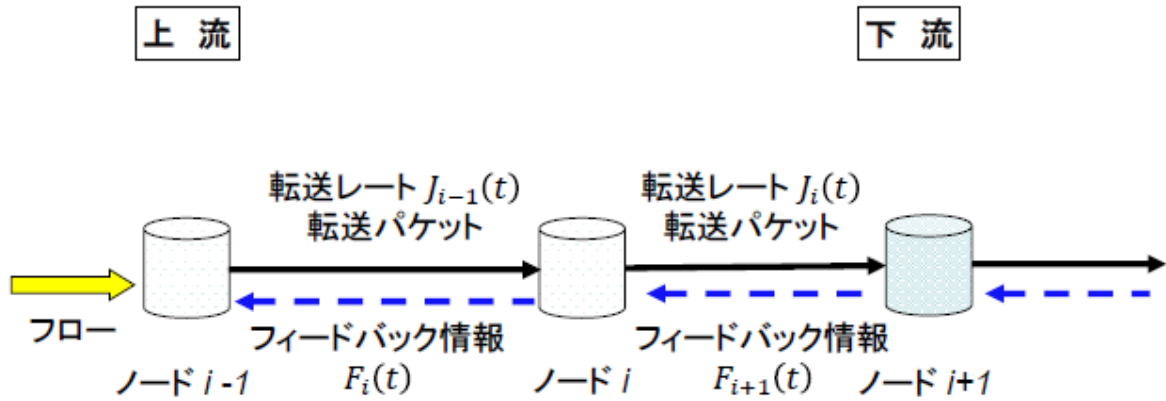 上 流
下 流
転送レート J_{i-1}(t)
転送パケット
転送レート J_i(t)
転送パケット
フロー
フィードバック情報
F_i(t)
フィードバック情報
F_{i+1}(t)
ノード i -1
ノード i
ノード i+1